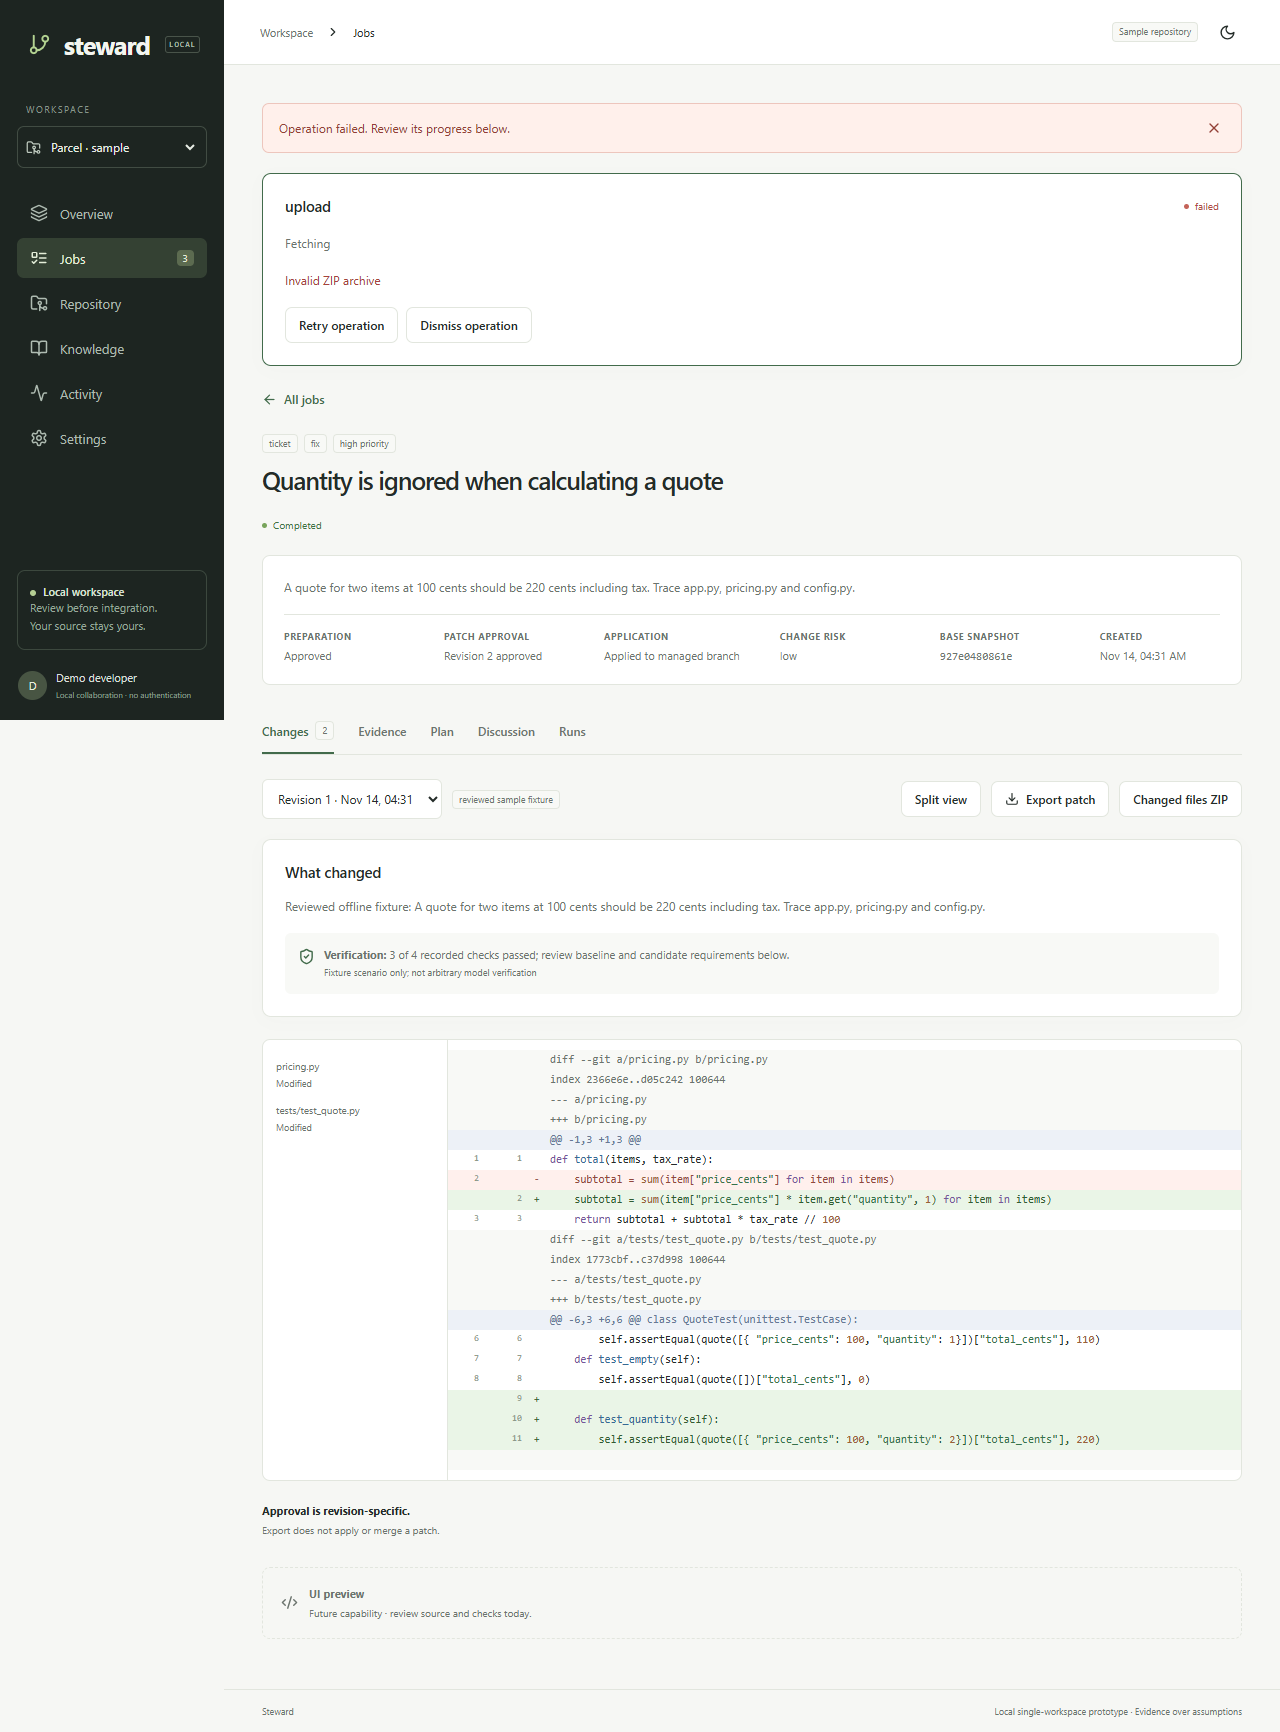 steward LOCAL
WORKSPACE
Parcel · sample
Overview
Jobs 3
Repository
Knowledge
Activity
Settings
Local workspace
Review before integration.
Your source stays yours.
D Demo developer
Local collaboration · no authentication
Workspace > Jobs
Sample repository
Operation failed. Review its progress below.
upload
failed
Fetching
Invalid ZIP archive
Retry operation Dismiss operation
All jobs
ticket fix high priority
Quantity is ignored when calculating a quote
Completed
A quote for two items at 100 cents should be 220 cents including tax. Trace app.py, pricing.py and config.py.
PREPARATION PATCH APPROVAL APPLICATION CHANGE RISK BASE SNAPSHOT CREATED
Approved Revision 2 approved Applied to managed branch low 927e0480861e Nov 14, 04:31 AM
Changes 2 Evidence Plan Discussion Runs
Revision 1 · Nov 14, 04:31 reviewed sample fixture Split view Export patch Changed files ZIP
What changed
Reviewed offline fixture: A quote for two items at 100 cents should be 220 cents including tax. Trace app.py, pricing.py and config.py.
Verification: 3 of 4 recorded checks passed; review baseline and candidate requirements below.
Fixture scenario only; not arbitrary model verification
pricing.py
Modified
tests/test_quote.py
Modified
diff --git a/pricing.py b/pricing.py
index 2366e6e..d05c242 100644
--- a/pricing.py
+++ b/pricing.py
@@ -1,3 +1,3 @@
1 1 def total(items, tax_rate):
2 - subtotal = sum(item["price_cents"] for item in items)
2 + subtotal = sum(item["price_cents"] * item.get("quantity", 1) for item in items)
3 3 return subtotal + subtotal * tax_rate // 100
diff --git a/tests/test_quote.py b/tests/test_quote.py
index 1773cbf..c37d998 100644
--- a/tests/test_quote.py
+++ b/tests/test_quote.py
@@ -6,3 +6,6 @@ class QuoteTest(unittest.TestCase):
6 6 self.assertEqual(quote([{ "price_cents": 100, "quantity": 1}])["total_cents"], 110)
7 7 def test_empty(self):
8 8 self.assertEqual(quote([])["total_cents"], 0)
9 +
10 + def test_quantity(self):
11 + self.assertEqual(quote([{ "price_cents": 100, "quantity": 2}])["total_cents"], 220)
Approval is revision-specific.
Export does not apply or merge a patch.
UI preview
Future capability · review source and checks today.
Steward
Local single-workspace prototype · Evidence over assumptions